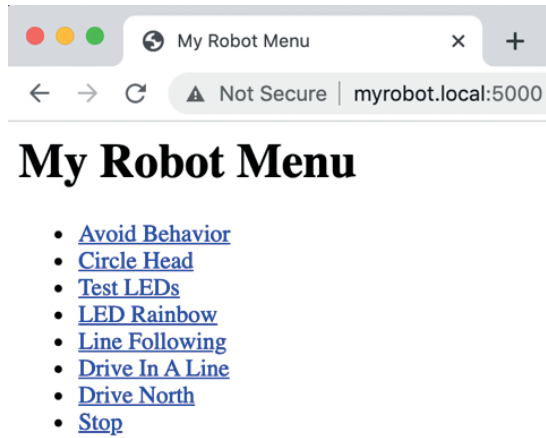 My Robot Menu
Not Secure | myrobot.local:5000
My Robot Menu
• Avoid Behavior
• Circle Head
• Test LEDs
• LED Rainbow
• Line Following
• Drive In A Line
• Drive North
• Stop